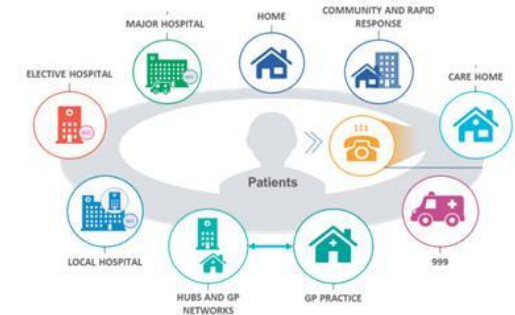 MAJOR HOSPITAL
HOME
COMMUNITY AND RAPID
RESPONSE
ELECTIVE HOSPITAL
CARE HOME
111
Patients
LOCAL HOSPITAL
HUBS AND GP
NETWORKS
GP PRACTICE
999